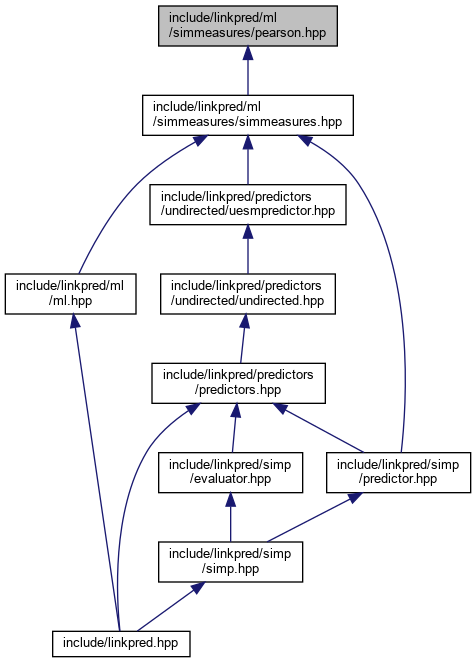 include/linkpred/ml
/simmeasures/pearson.hpp
include/linkpred/ml
/simmeasures/simmeasures.hpp
include/linkpred/predictors
/undirected/uesmpredictor.hpp
include/linkpred/ml
/ml.hpp
include/linkpred/predictors
/undirected/undirected.hpp
include/linkpred/predictors
/predictors.hpp
include/linkpred/simp
/evaluator.hpp
include/linkpred/simp
/predictor.hpp
include/linkpred/simp
/simp.hpp
include/linkpred.hpp